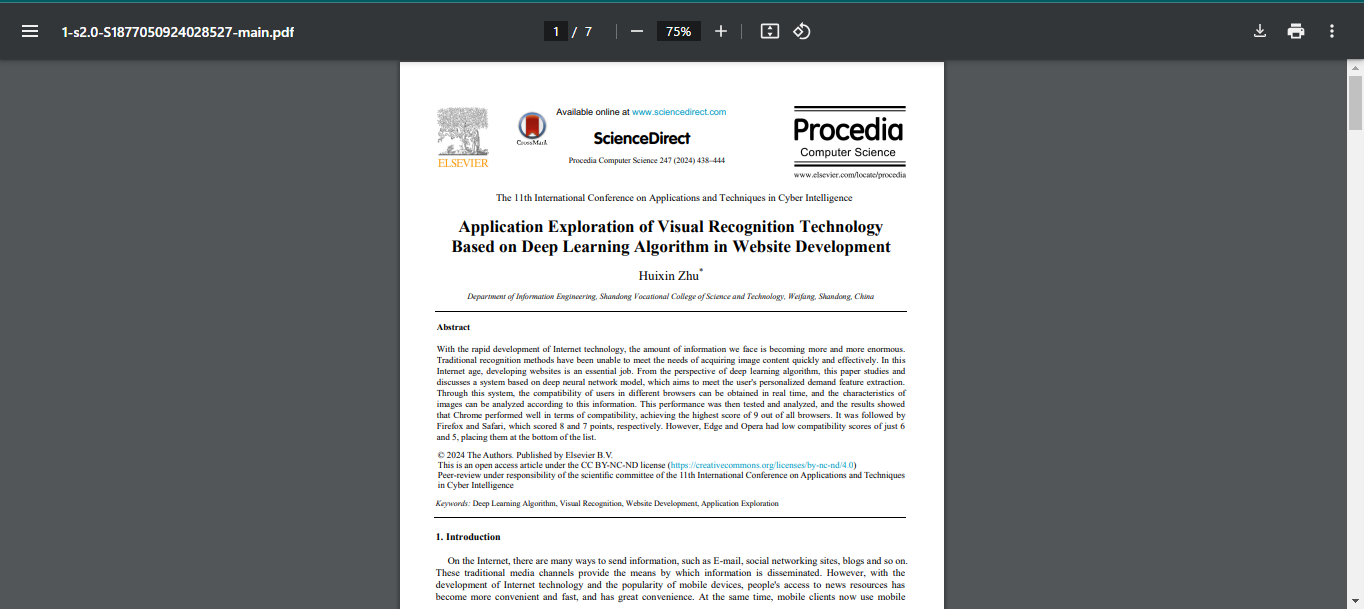 1-s2.0-S1877050924028527-main.pdf
1 / 7
75%
Available online at www.sciencedirect.com
CrossMark
ScienceDirect
ELSEVIER
Procedia Computer Science 247 (2024) 438–444
Procedia
Computer Science
www.elsevier.com/locate/procedia
The 11th International Conference on Applications and Techniques in Cyber Intelligence
Application Exploration of Visual Recognition Technology
Based on Deep Learning Algorithm in Website Development
Huixin Zhu*
Department of Information Engineering, Shandong Vocational College of Science and Technology, Weifang, Shandong, China
Abstract
With the rapid development of Internet technology, the amount of information we face is becoming more and more enormous.
Traditional recognition methods have been unable to meet the needs of acquiring image content quickly and effectively. In this
Internet age, developing websites is an essential job. From the perspective of deep learning algorithm, this paper studies and
discusses a system based on deep neural network model, which aims to meet the user's personalized demand feature extraction.
Through this system, the compatibility of users in different browsers can be obtained in real time, and the characteristics of
images can be analyzed according to this information. This performance was then tested and analyzed, and the results showed
that Chrome performed well in terms of compatibility, achieving the highest score of 9 out of all browsers. It was followed by
Firefox and Safari, which scored 8 and 7 points, respectively. However, Edge and Opera had low compatibility scores of just 6
and 5, placing them at the bottom of the list.
© 2024 The Authors. Published by Elsevier B.V.
This is an open access article under the CC BY-NC-ND license (https://creativecommons.org/licenses/by-nc-nd/4.0)
Peer-review under responsibility of the scientific committee of the 11th International Conference on Applications and Techniques
in Cyber Intelligence
Keywords: Deep Learning Algorithm, Visual Recognition, Website Development, Application Exploration
1. Introduction
On the Internet, there are many ways to send information, such as E-mail, social networking sites, blogs and so on.
These traditional media channels provide the means by which information is disseminated. However, with the
development of Internet technology and the popularity of mobile devices, people's access to news resources has
become more convenient and fast, and has great convenience. At the same time, mobile clients now use mobile